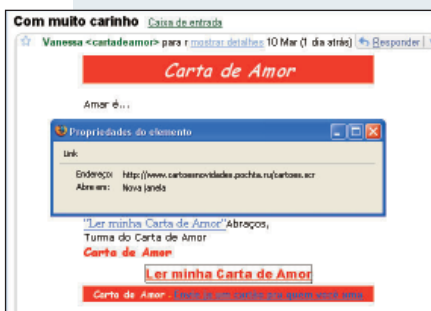 Com muito carinho Caixa de entrada
Vanessa <cartadeamor> para r mostrar detalhes 10 Mar (1 dia atrás) Responder
Carta de Amor
Amar é...
Propriedades do elemento
Link
Endereço: http://www.cartoesnovidades.pochta.ru/cartoes.scr
Abre em: Nova janela
"Ler minha Carta de Amor"Abraços,
Turma do Carta de Amor
Carta de Amor
Ler minha Carta de Amor
Carta de Amor -